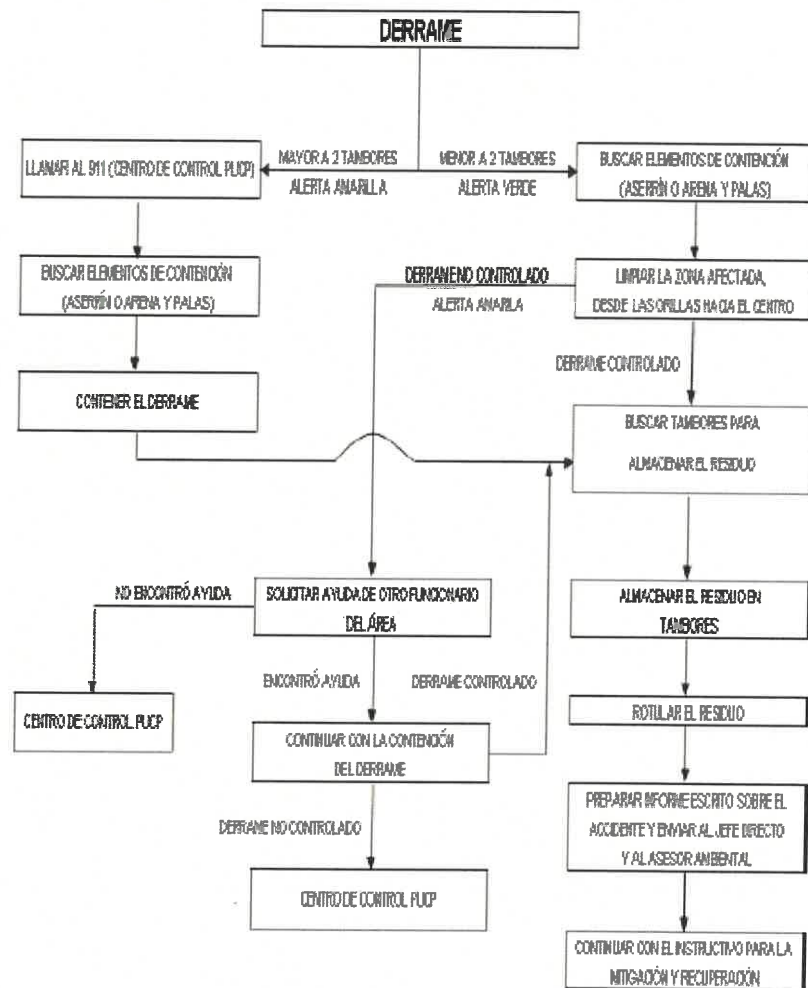 DERRAME
LLAMAR AL 911 (CENTRO DE CONTROL PUCP)
MAYOR A 2 TAMBORES
ALERTA AMARILLA
MENOR A 2 TAMBORES
ALERTA VERDE
BUSCAR ELEMENTOS DE CONTENCIÓN
(ASERRÍN O ARENA Y PALAS)
BUSCAR ELEMENTOS DE CONTENCIÓN
(ASERRÍN O ARENA Y PALAS)
DERRAME NO CONTROLADO
ALERTA AMARILA
LIMPIAR LA ZONA AFECTADA,
DESDE LAS ORILLAS HACIA EL CENTRO
DERRAME CONTROLADO
CONTENER EL DERRAME
BUSCAR TAMBORES PARA
ALMACENAR EL RESIDUO
NO ENCONTRÓ AYUDA
SOLICITAR AYUDA DE OTRO FUNCIONARIO
DEL ÁREA
ALMACENAR EL RESIDUO EN
TAMBORES
ENCONTRÓ AYUDA
DERRAME CONTROLADO
CENTRO DE CONTROL PUCP
ROTULAR EL RESIDUO
CONTINUAR CON LA CONTENCIÓN
DEL DERRAME
PREPARAR INFORME ESCRITO SOBRE EL
ACCIDENTE Y ENVIAR AL JEFE DIRECTO
Y AL ASESOR AMBIENTAL
DERRAME NO CONTROLADO
CENTRO DE CONTROL PUCP
CONTINUAR CON EL INSTRUCTIVO PARA LA
MITIGACIÓN Y RECUPERACIÓN